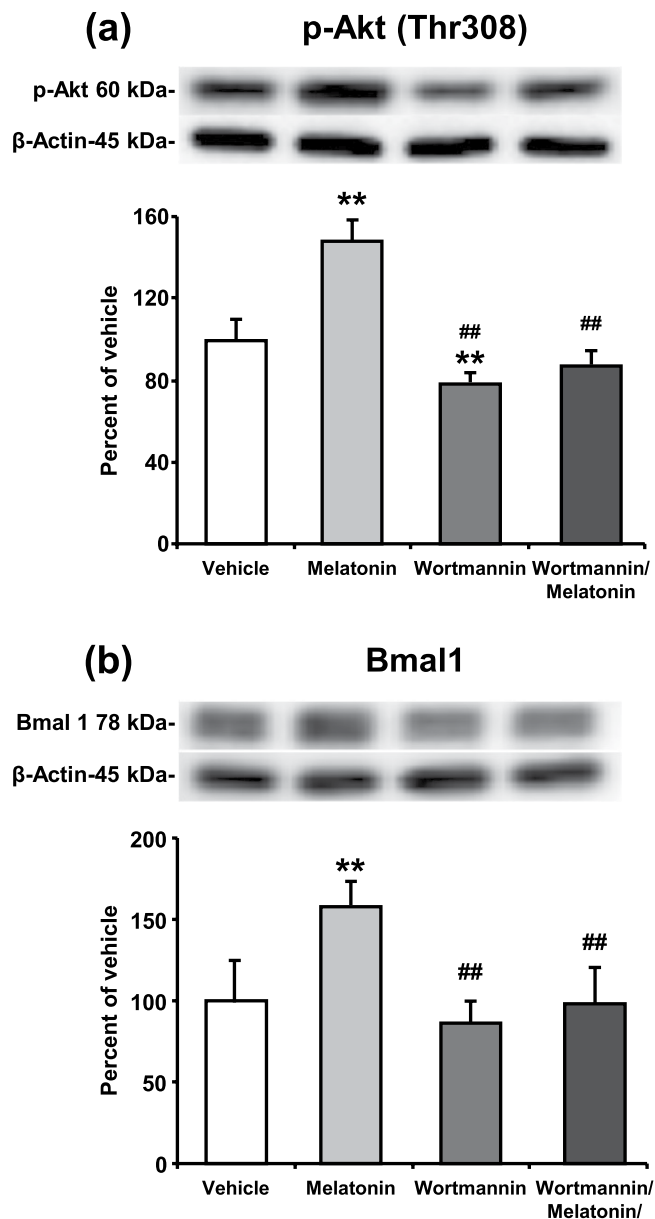 (a) p-Akt (Thr308)
p-Akt 60 kDa-
β-Actin-45 kDa-
160
120
80
40
0
Percent of vehicle
**
##
**
##
Vehicle Melatonin Wortmannin Wortmannin/
Melatonin
(b) Bmal1
Bmal 1 78 kDa-
β-Actin-45 kDa-
200
150
100
50
0
Percent of vehicle
**
##
##
Vehicle Melatonin Wortmannin Wortmannin/
Melatonin/